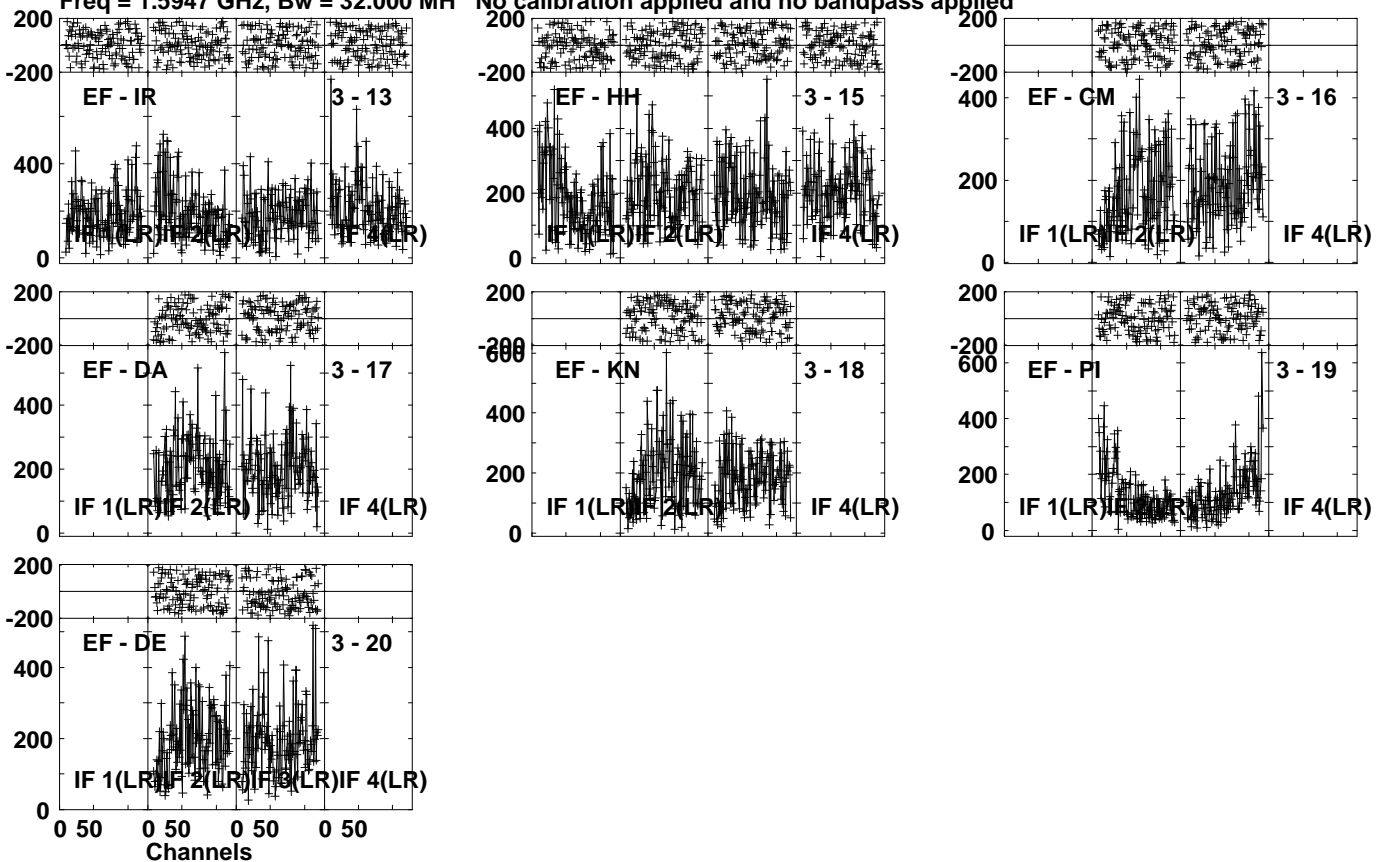 Freq = 1.5947 GHz, Bw = 32.000 MH No calibration applied and no bandpass applied
200
-200
EF - IR 3 - 13
400
0
IF 1(LR) IF 2(LR) IF 4(LR)
200
-200
EF - HH 3 - 15
400
200
0
IF 1(LR) IF 2(LR) IF 4(LR)
200
-200
EF - CM 3 - 16
400
200
0
IF 1(LR) IF 2(LR) IF 4(LR)
200
-200
EF - DA 3 - 17
400
200
0
IF 1(LR) IF 2(LR) IF 4(LR)
200
-200
600
EF - KN 3 - 18
400
200
0
IF 1(LR) IF 2(LR) IF 4(LR)
200
-200
600
EF - PI 3 - 19
400
200
0
IF 1(LR) IF 2(LR) IF 4(LR)
200
-200
EF - DE 3 - 20
400
200
0
IF 1(LR) IF 2(LR) IF 3(LR) IF 4(LR)
0 50 0 50 0 50 0 50
Channels